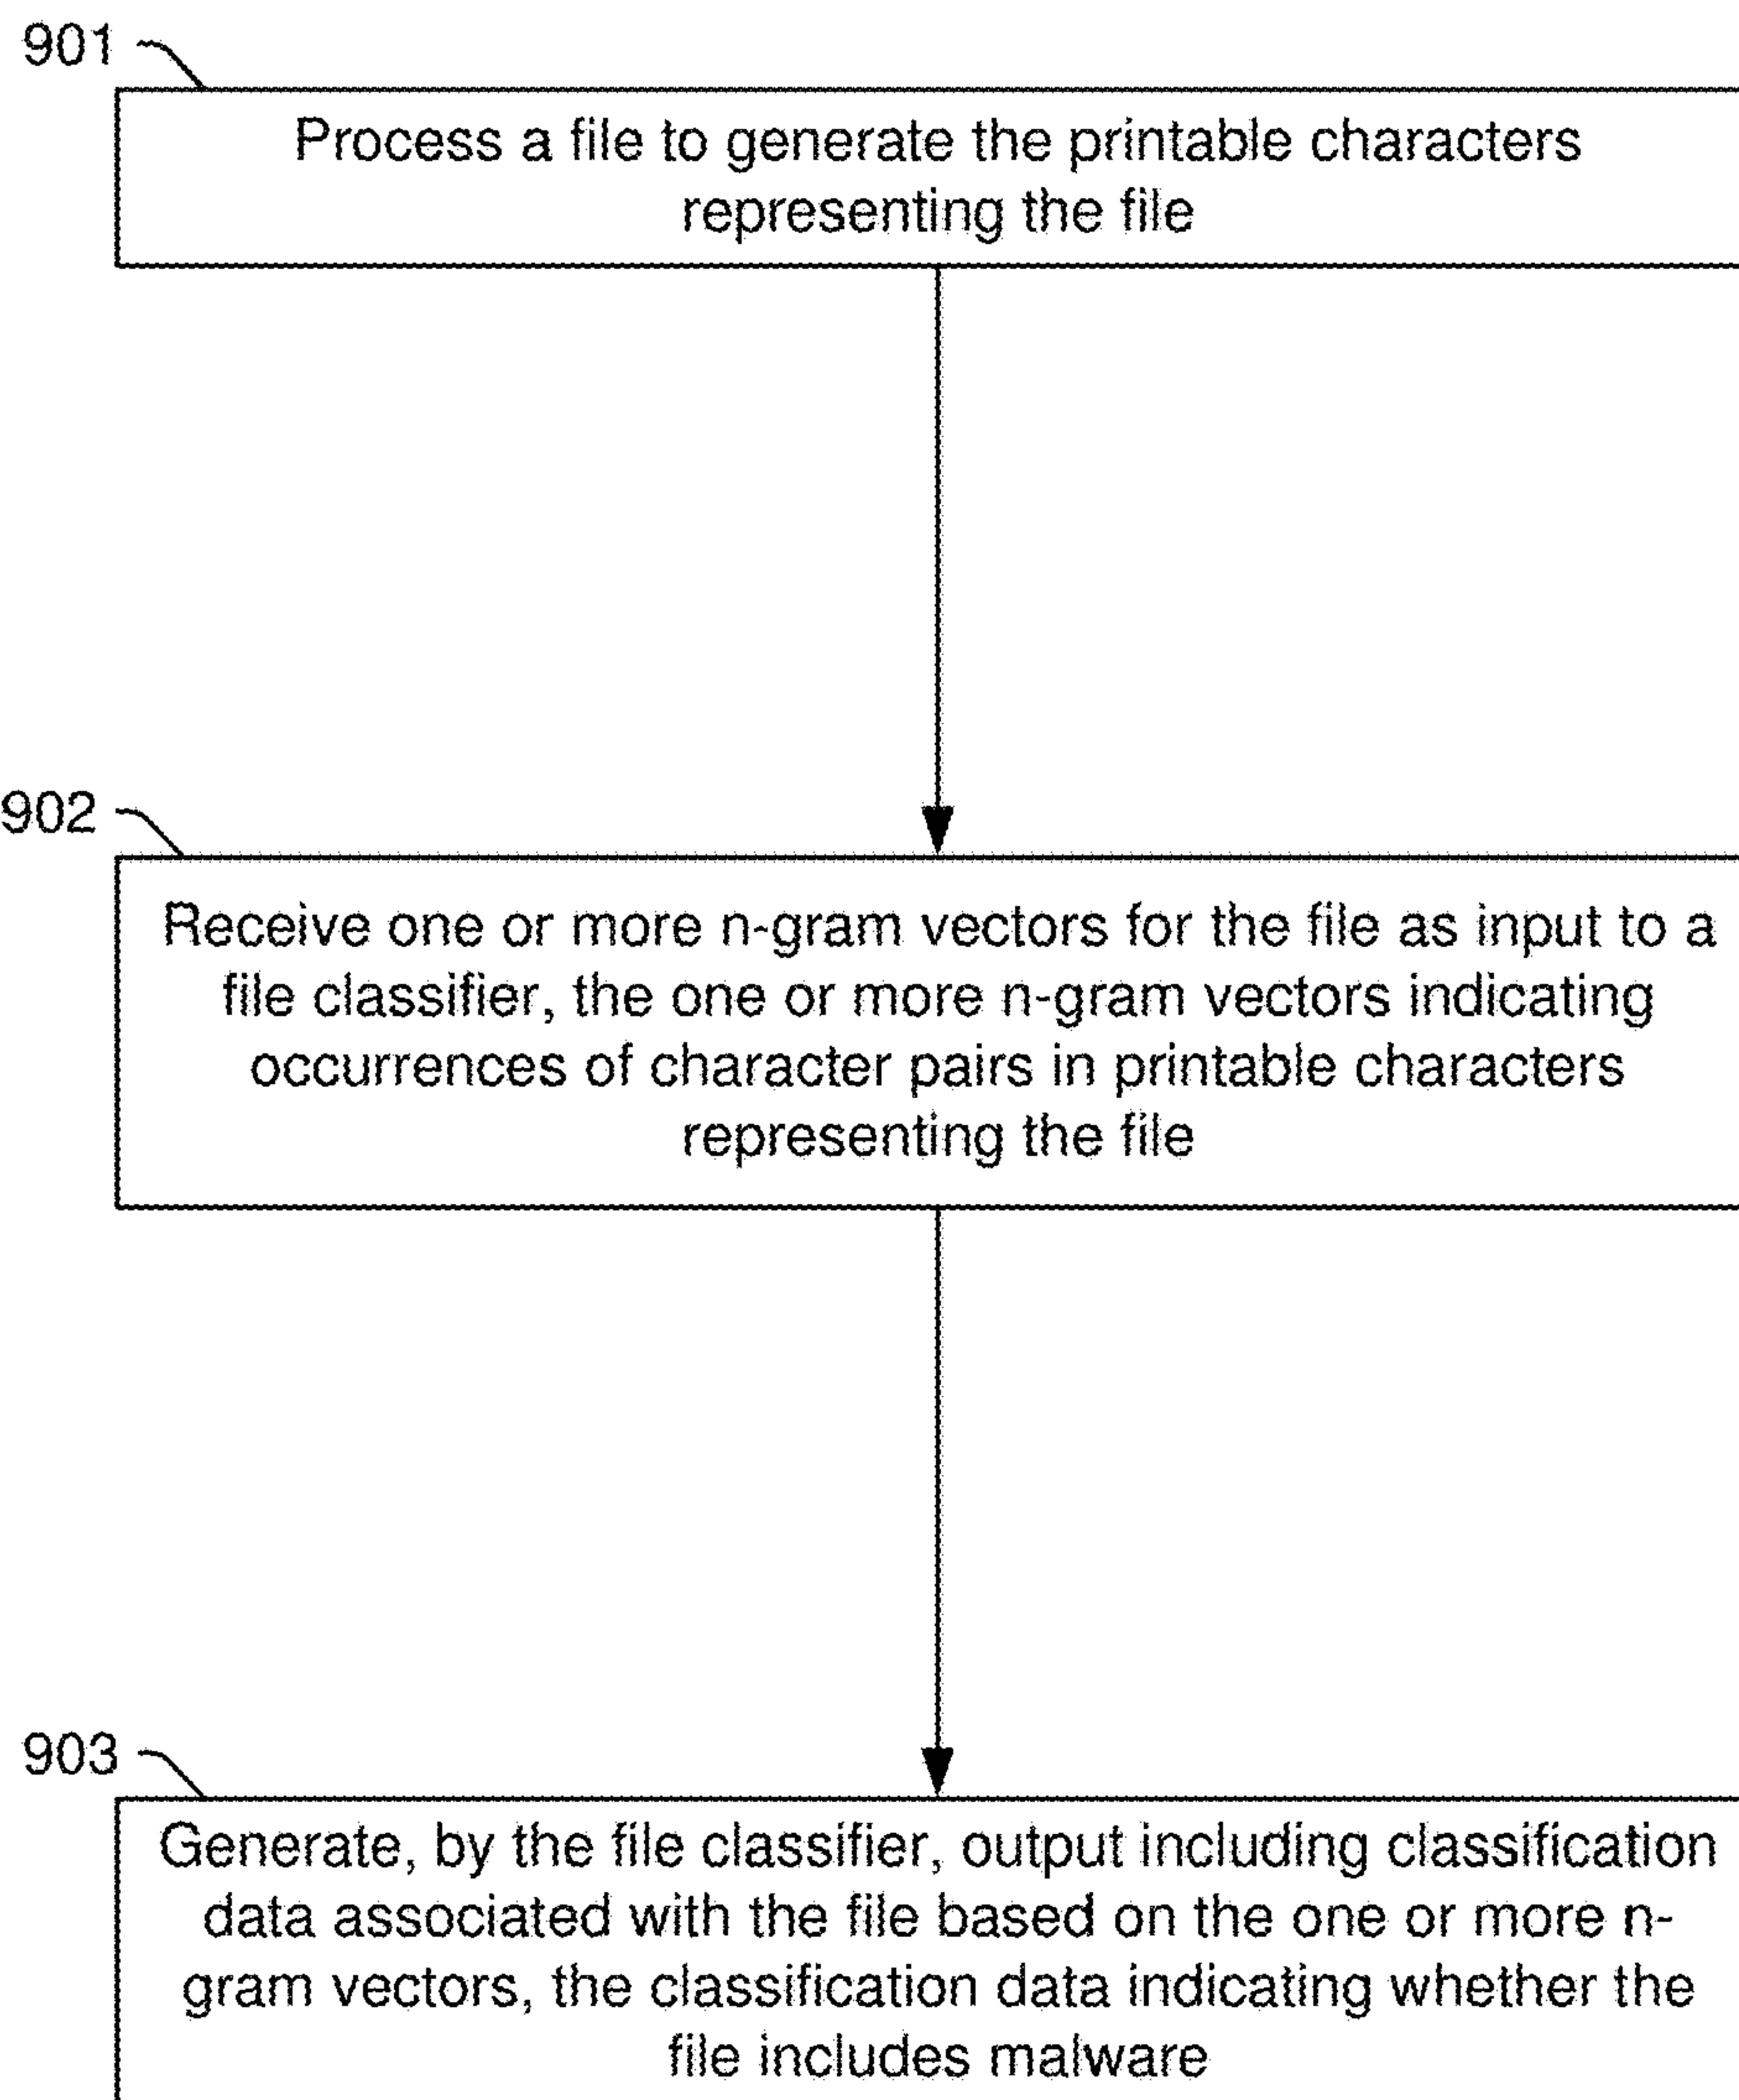 901
Process a file to generate the printable characters
representing the file
902
Receive one or more n-gram vectors for the file as input to a
file classifier, the one or more n-gram vectors indicating
occurrences of character pairs in printable characters
representing the file
903
Generate, by the file classifier, output including classification
data associated with the file based on the one or more n-
gram vectors, the classification data indicating whether the
file includes malware